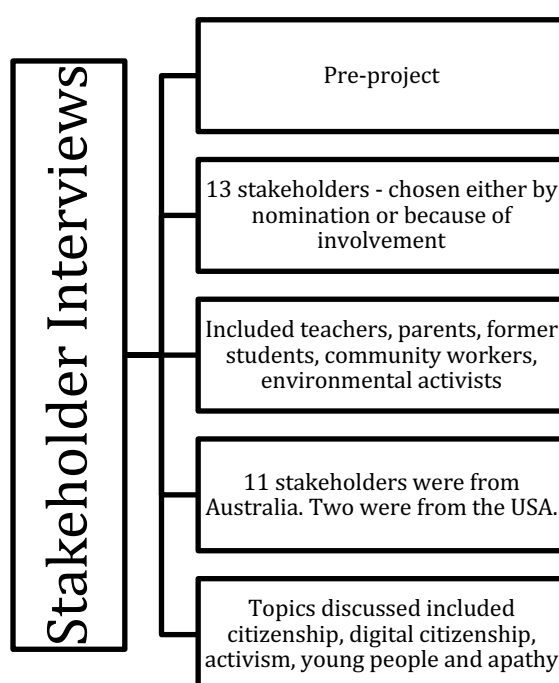 Stakeholder Interviews
Pre-project
13 stakeholders - chosen either by
nomination or because of
involvement
Included teachers, parents, former
students, community workers,
environmental activists
11 stakeholders were from
Australia. Two were from the USA.
Topics discussed included
citizenship, digital citizenship,
activism, young people and apathy